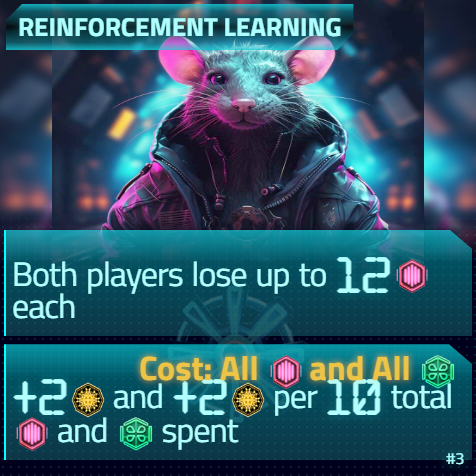 REINFORCEMENT LEARNING
Both players lose up to 12
each
Cost: All and All
+2 and +2 per 10 total
and spent
#3